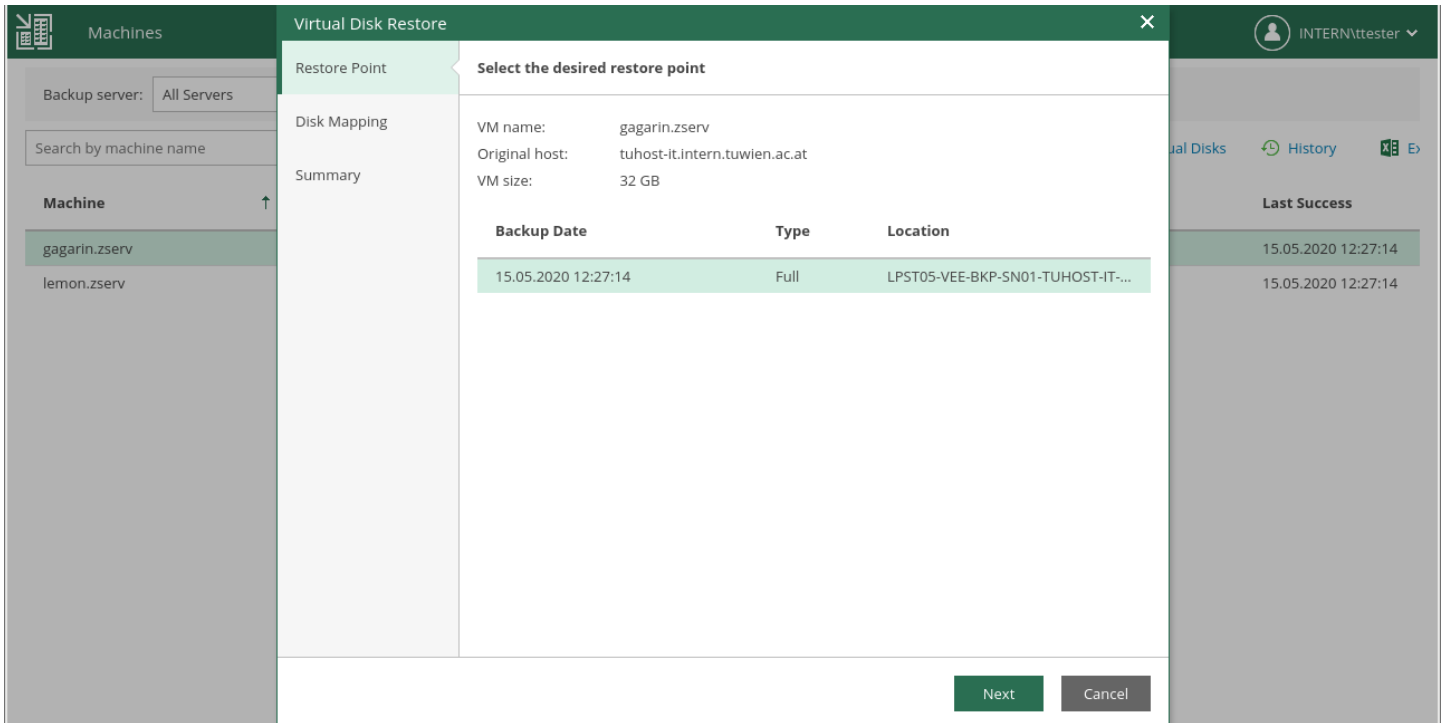 Machines
Virtual Disk Restore
INTERN\ttester
Backup server: All Servers
Search by machine name
ual Disks
History
Machine
Last Success
gagarin.zserv
15.05.2020 12:27:14
lemon.zserv
15.05.2020 12:27:14
Restore Point
Disk Mapping
Summary
Select the desired restore point
VM name: gagarin.zserv
Original host: tuhost-it.intern.tuwien.ac.at
VM size: 32 GB
Backup Date Type Location
15.05.2020 12:27:14 Full LPST05-VEE-BKP-SN01-TUHOST-IT-...
Next Cancel